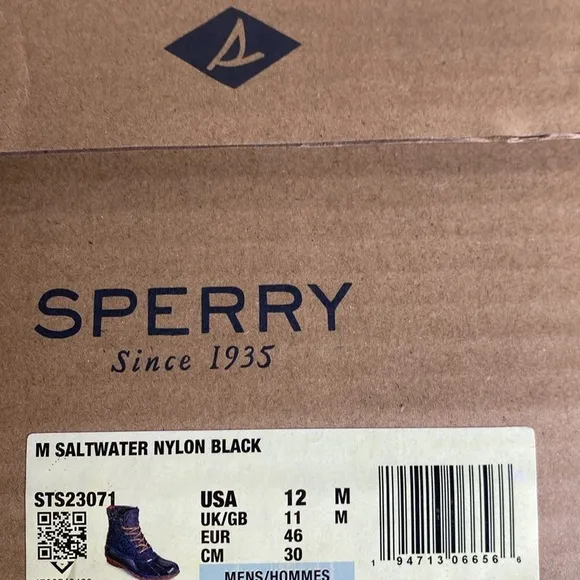 SPERRY
Since 1935
M SALTWATER NYLON BLACK
STS23071
USA 12 M
UK/GB 11 M
EUR 46
CM 30
MENS/HOMMES
1 94713 06656 6